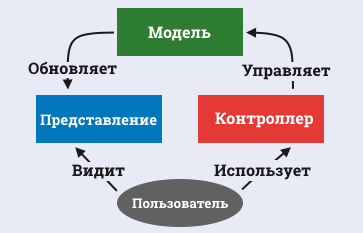 Модель
Обновляет
Управляет
Представление
Контроллер
Видит
Использует
Пользователь